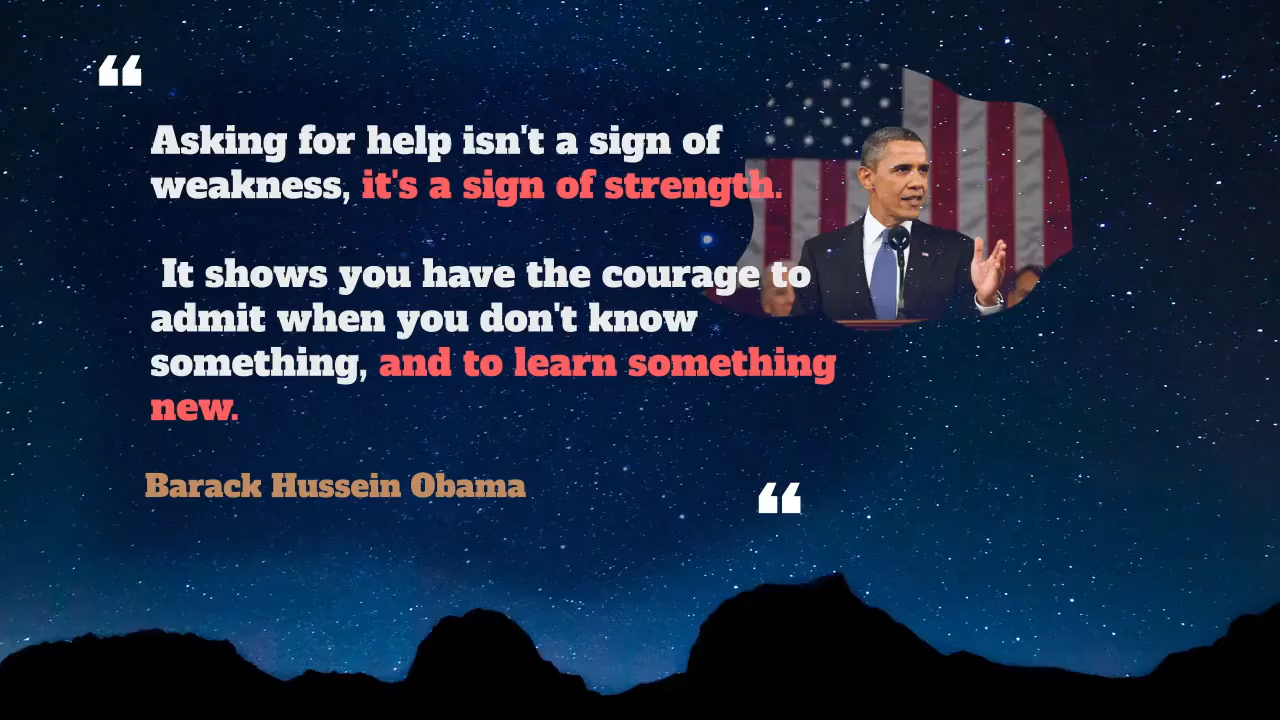 ❝
Asking for help isn't a sign of
weakness, it's a sign of strength.
It shows you have the courage to
admit when you don't know
something, and to learn something
new.
Barack Hussein Obama
❝